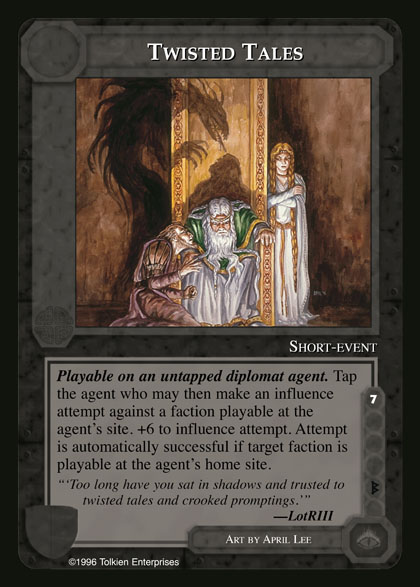 TWISTED TALES
SHORT-EVENT
Playable on an untapped diplomat agent. Tap
the agent who may then make an influence
attempt against a faction playable at the
agent's site. +6 to influence attempt. Attempt
is automatically successful if target faction is
playable at the agent's home site.
"'Too long have you sat in shadows and trusted to
twisted tales and crooked promptings.'"
—LotRIII
7
ART BY APRIL LEE
©1996 Tolkien Enterprises